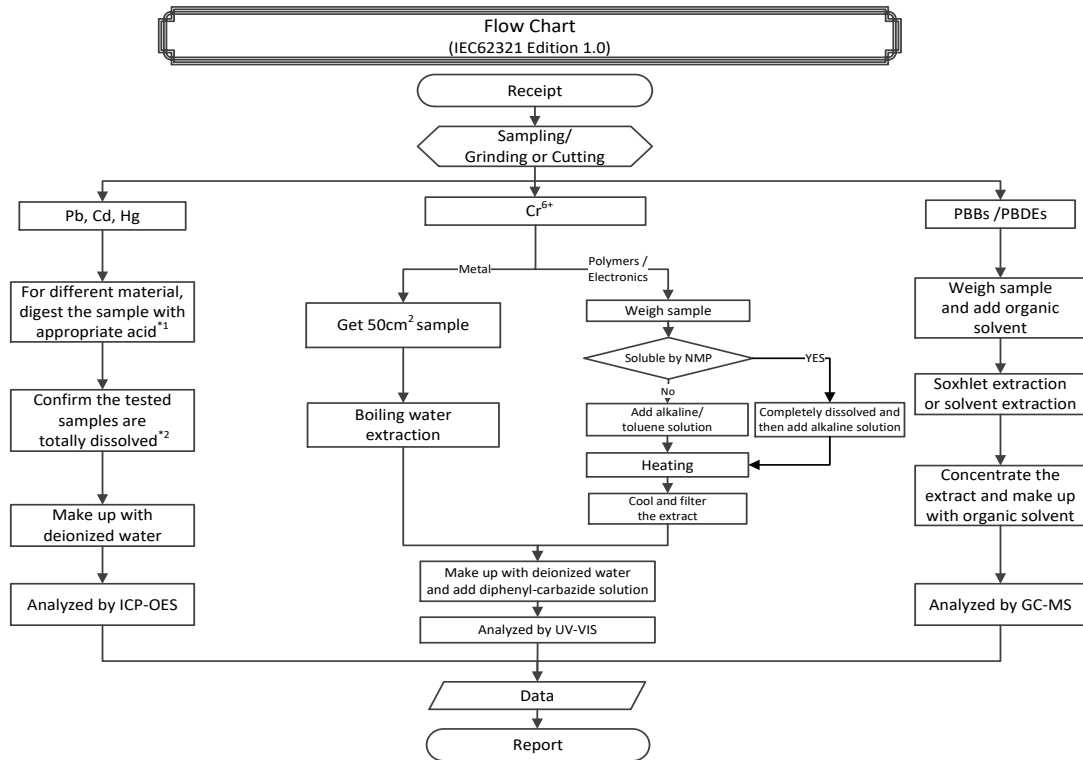 Flow Chart
(IEC62321 Edition 1.0)
Receipt
Sampling/
Grinding or Cutting
Pb, Cd, Hg
Cr6+
PBBs /PBDEs
Metal
Polymers /
Electronics
For different material,
digest the sample with
appropriate acid*1
Get 50cm2 sample
Weigh sample
Weigh sample
and add organic
solvent
Soluble by NMP
YES
No
Confirm the tested
samples are
totally dissolved*2
Boiling water
extraction
Add alkaline/
toluene solution
Completely dissolved and
then add alkaline solution
Soxhlet extraction
or solvent extraction
Heating
Cool and filter
the extract
Concentrate the
extract and make up
with organic solvent
Make up with
deionized water
Make up with deionized water
and add diphenyl-carbazide solution
Analyzed by ICP-OES
Analyzed by UV-VIS
Analyzed by GC-MS
Data
Report